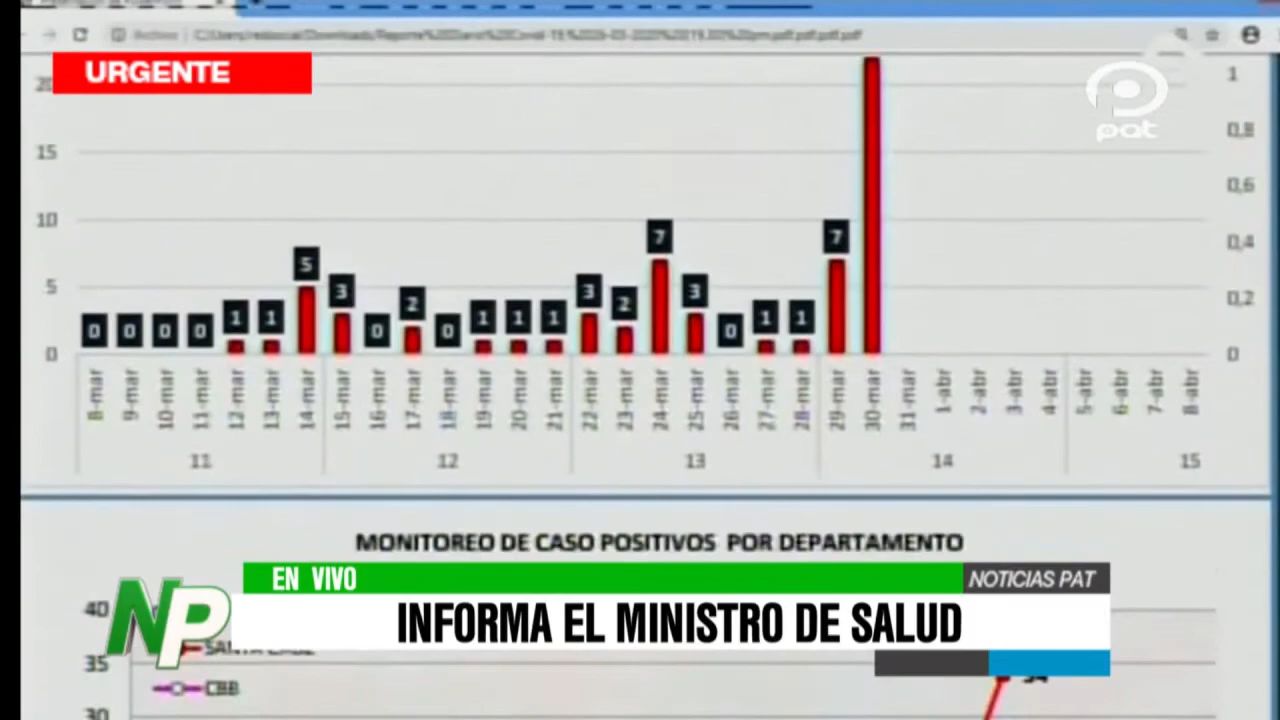 URGENTE
pat
20
15
10
5
0
1
0,8
0,6
0,4
0,2
0
0 0 0 0 1 1 5 3 0 2 0 1 1 1 3 2 7 3 0 1 1 7
8-mar 9-mar 10-mar 11-mar 12-mar 13-mar 14-mar 15-mar 16-mar 17-mar 18-mar 19-mar 20-mar 21-mar 22-mar 23-mar 24-mar 25-mar 26-mar 27-mar 28-mar 29-mar 30-mar 31-mar 1-abr 2-abr 3-abr 4-abr 5-abr 6-abr 7-abr 8-abr
11 12 13 14 15
MONITOREO DE CASO POSITIVOS POR DEPARTAMENTO
EN VIVO
NOTICIAS PAT
NP
INFORMA EL MINISTRO DE SALUD
40
35
30
SANTA CRUZ
CBB